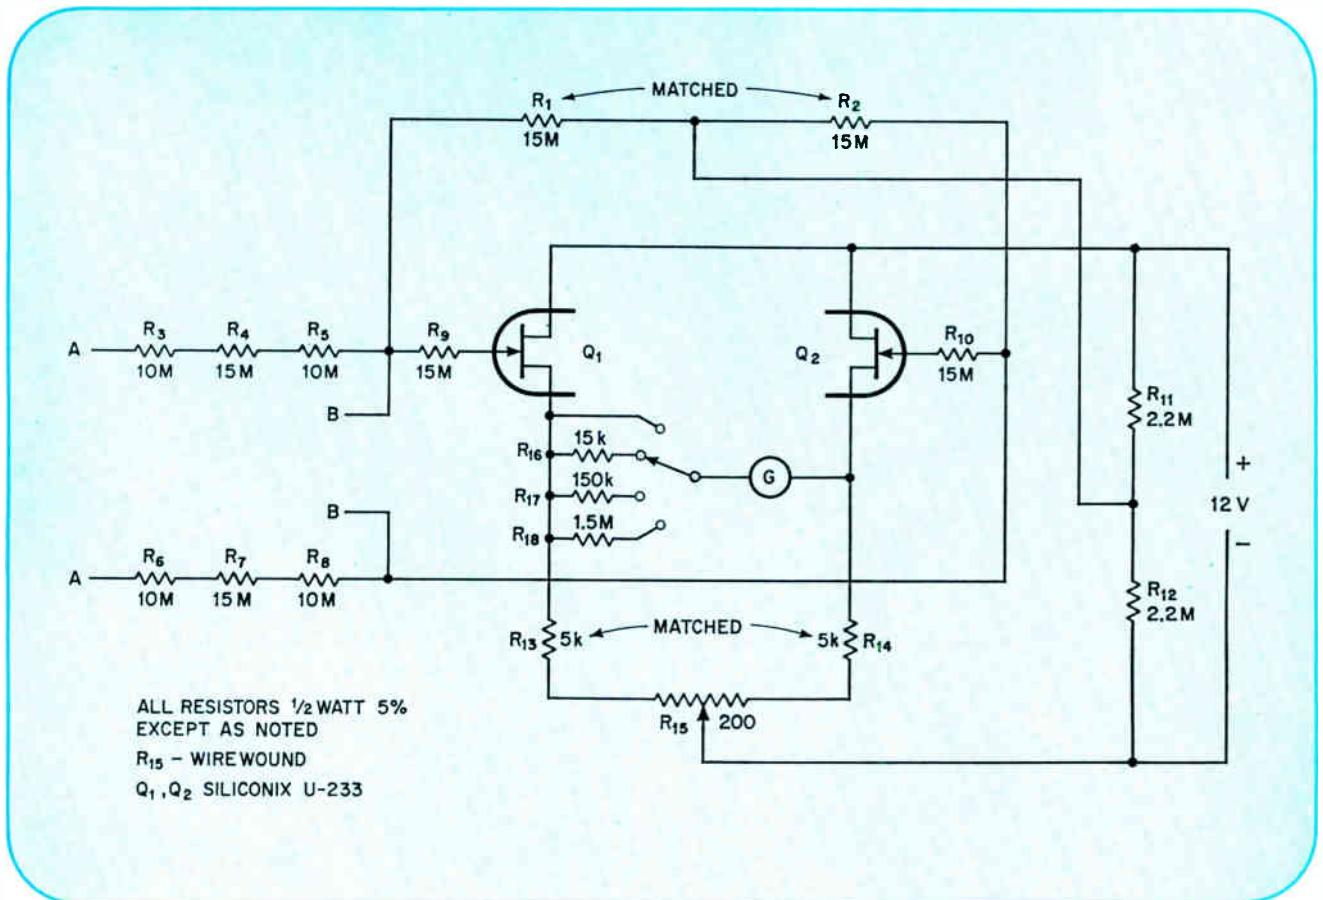 MATCHED
R1
15M
R2
15M
A
R3
10M
R4
15M
R5
10M
R9
15M
Q1
Q2
R10
15M
B
R16
15k
R17
150k
R18
1.5M
G
R11
2.2M
+
12 V
−
B
A
R6
10M
R7
15M
R8
10M
R12
2.2M
MATCHED
R13
5k
5k
R14
R15
200
ALL RESISTORS 1/2 WATT 5%
EXCEPT AS NOTED
R15 – WIREWOUND
Q1, Q2 SILICONIX U-233